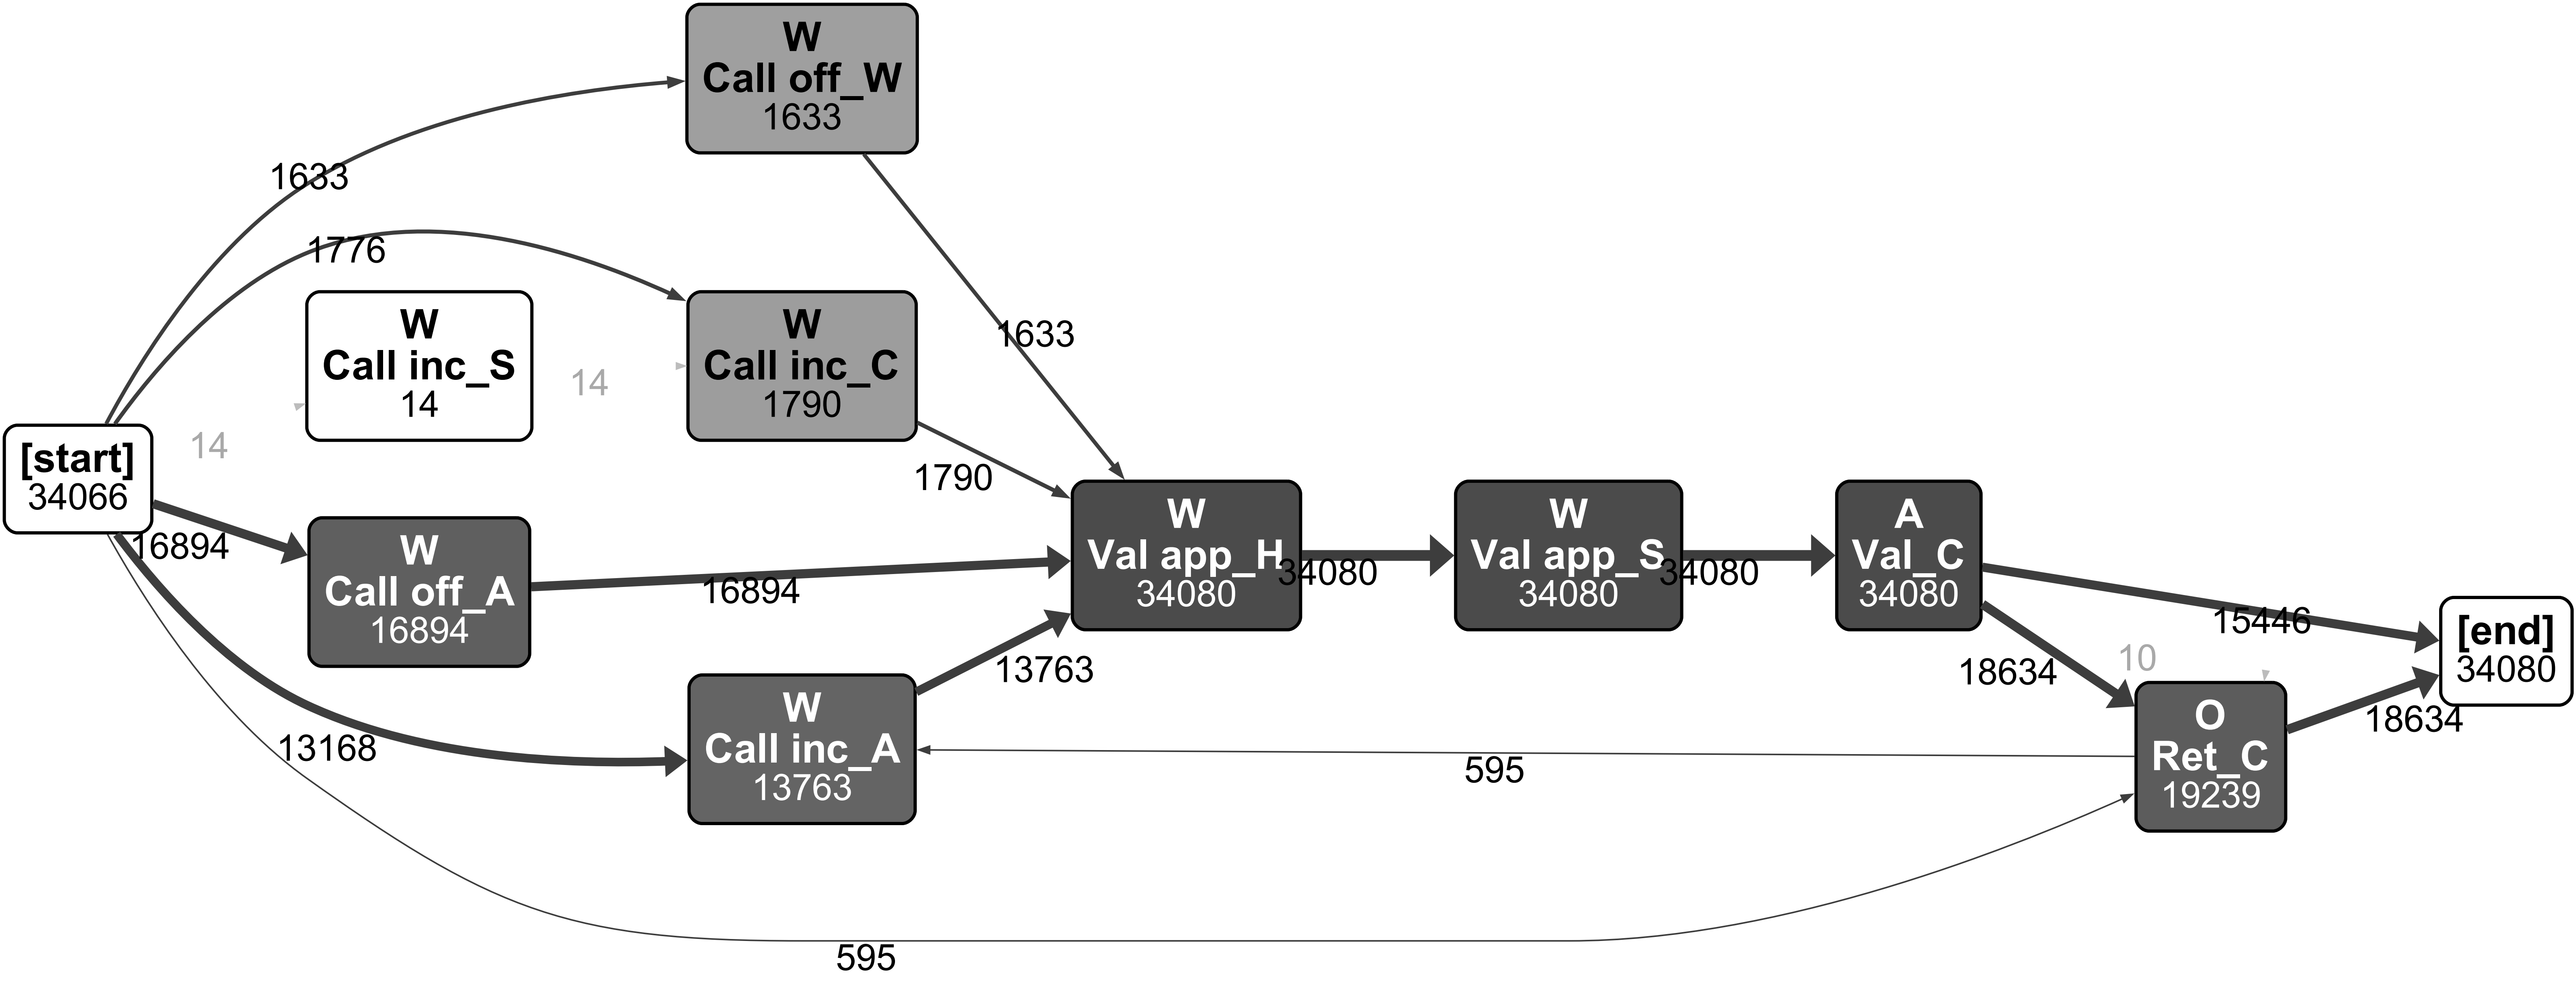 W
Call off_W
1633
1633
1776
W
Call inc_S
14
14
W
Call inc_C
1790
1633
14
[start]
34066
1790
16894
W
Call off_A
16894
16894
W
Val app_H
34080
34080
W
Val app_S
34080
34080
A
Val_C
34080
15446
[end]
34080
13168
W
Call inc_A
13763
13763
18634
10
O
Ret_C
19239
18634
595
595